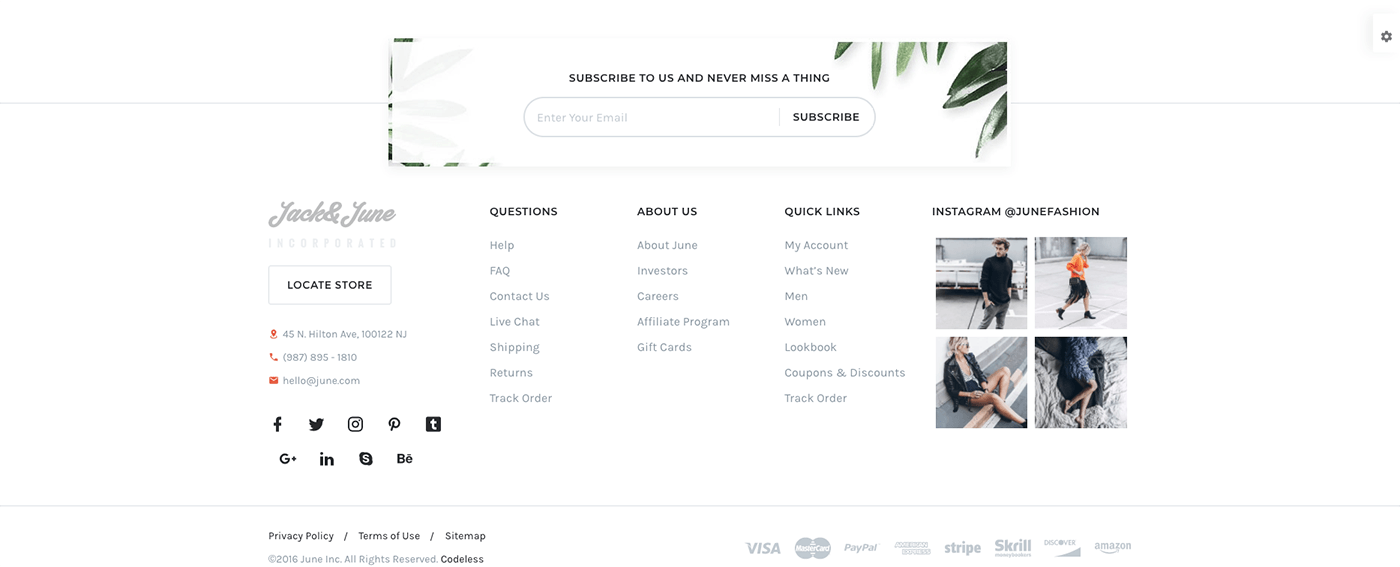 SUBSCRIBE TO US AND NEVER MISS A THING
Enter Your Email
SUBSCRIBE
Jack&June
INCORPORATED
LOCATE STORE
45 N. Hilton Ave, 100122 NJ
(987) 895 - 1810
hello@june.com
f
t
G+
in
S
Bē
QUESTIONS
Help
FAQ
Contact Us
Live Chat
Shipping
Returns
Track Order
ABOUT US
About June
Investors
Careers
Affiliate Program
Gift Cards
QUICK LINKS
My Account
What's New
Men
Women
Lookbook
Coupons & Discounts
Track Order
INSTAGRAM @JUNEFASHION
Privacy Policy / Terms of Use / Sitemap
©2016 June Inc. All Rights Reserved. Codeless
VISA
MasterCard
PayPal
AMERICAN EXPRESS
stripe
Skrill
moneybookers
DISCOVER
amazon